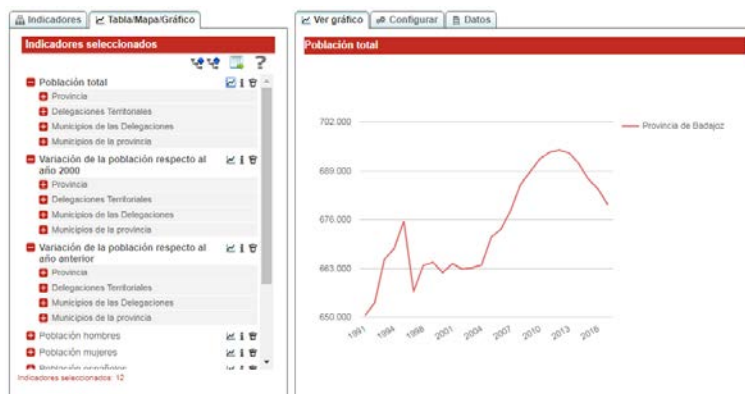 Indicadores
Tabla/Mapa/Gráfico
Indicadores seleccionados
?
Población total
Provincia
Delegaciones Territoriales
Municipios de las Delegaciones
Municipios de la provincia
Variación de la población respecto al
año 2000
Provincia
Delegaciones Territoriales
Municipios de las Delegaciones
Municipios de la provincia
Variación de la población respecto al
año anterior
Provincia
Delegaciones Territoriales
Municipios de las Delegaciones
Municipios de la provincia
Población hombres
Población mujeres
Población españoles
Indicadores seleccionados: 12
Ver gráfico
Configurar
Datos
Población total
702.000
689.000
676.000
663.000
650.000
1991
1994
1996
1998
2001
2004
2007
2010
2013
2016
Provincia de Badajoz